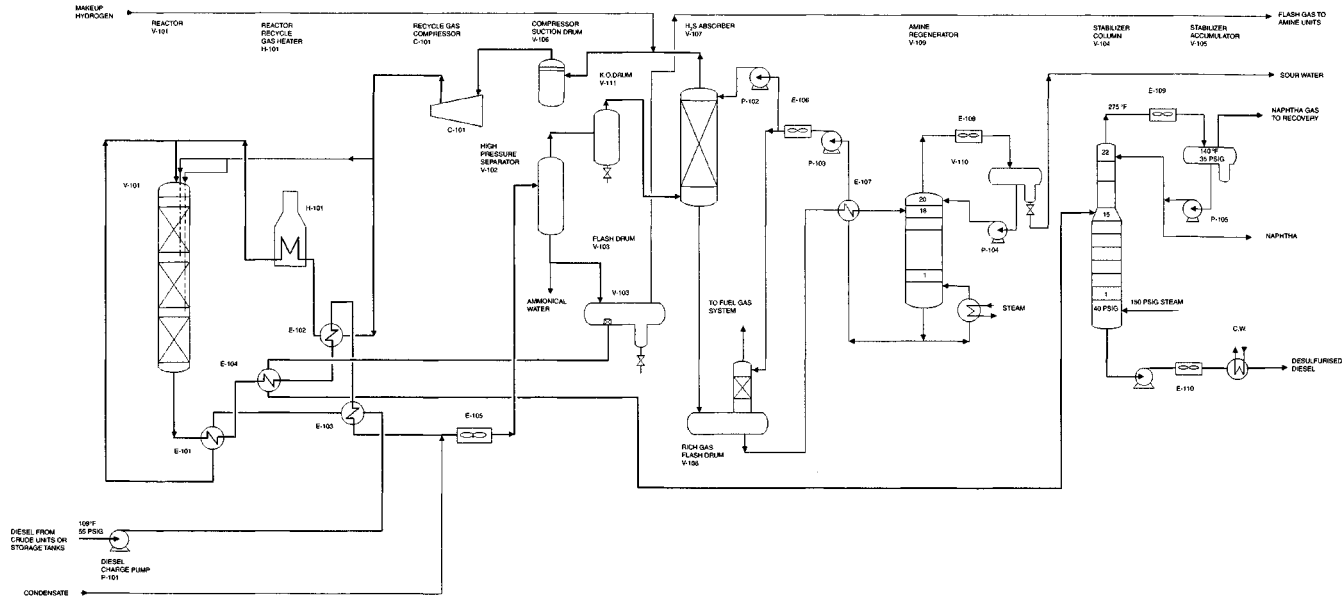 MAKEUP
HYDROGEN
REACTOR
V-101
REACTOR
RECYCLE
GAS HEATER
H-101
RECYCLE GAS
COMPRESSOR
C-101
COMPRESSOR
SUCTION DRUM
V-106
H₂S ABSORBER
V-107
AMINE
REGENERATOR
V-109
STABILIZER
COLUMN
V-104
STABILIZER
ACCUMULATOR
V-105
FLASH GAS TO
AMINE UNITS
SOUR WATER
K.O.DRUM
V-111
P-102
E-106
E-109
275 °F
NAPHTHA GAS
TO RECOVERY
C-101
HIGH
PRESSURE
SEPARATOR
V-102
P-103
E-108
V-110
22
140 °F
35 PSIG
V-101
H-101
E-107
20
18
P-104
15
P-105
NAPHTHA
FLASH DRUM
V-103
AMMONICAL
WATER
V-103
TO FUEL GAS
SYSTEM
1
STEAM
1
40 PSIG
150 PSIG STEAM
E-102
E-104
C.W.
E-103
E-105
E-101
E-110
DESULFURISED
DIESEL
RICH GAS
FLASH DRUM
V-108
109°F
55 PSIG
DIESEL FROM
CRUDE UNITS OR
STORAGE TANKS
DIESEL
CHARGE PUMP
P-101
CONDENSATE